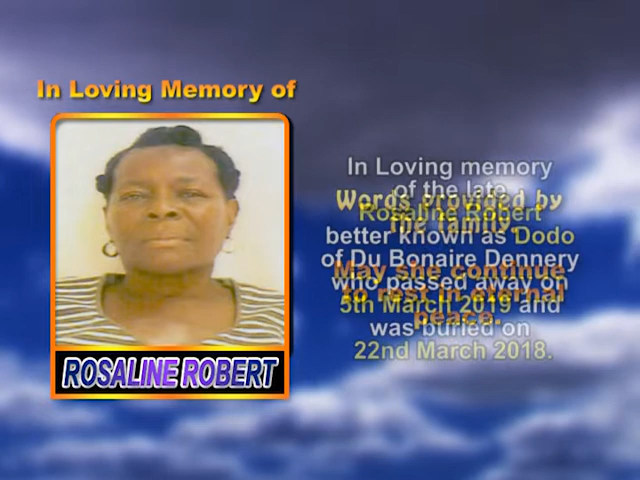 In Loving Memory of
ROSALINE ROBERT
In Loving memory
of the late
Rosaline Robert
better known as Dodo
of Du Bonaire Dennery
who passed away on
5th March 2019 and
was buried on
22nd March 2018.
Words provided by
the family.
May she continue
to rest in eternal
peace.